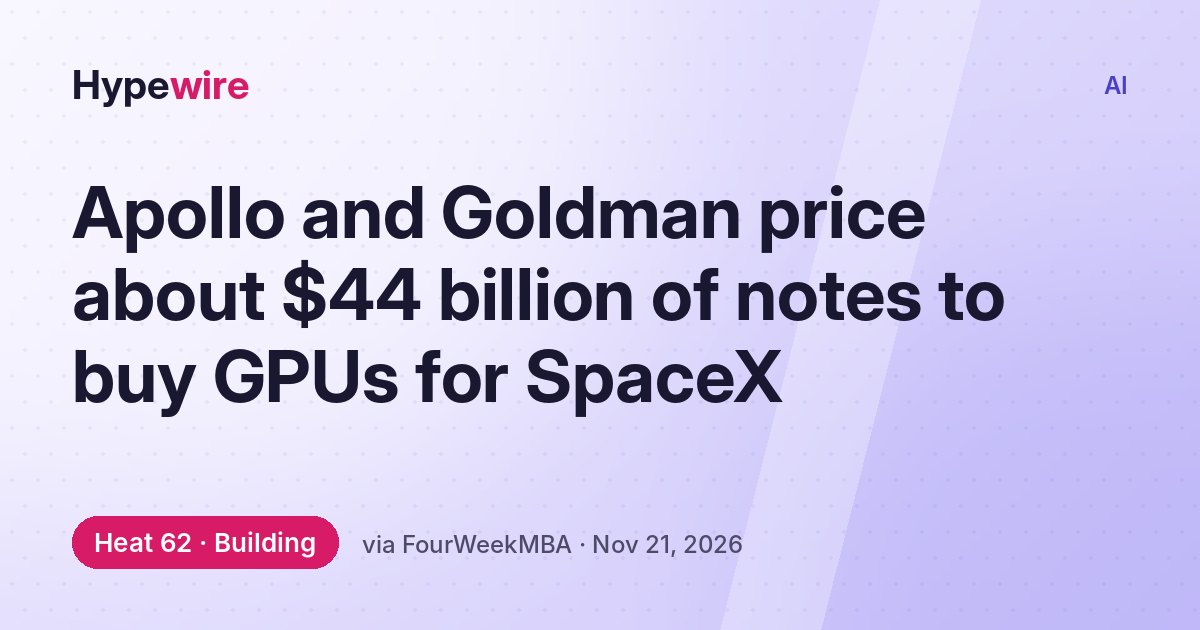 Hypewire
AI
Apollo and Goldman price
about $44 billion of notes to
buy GPUs for SpaceX
Heat 62 · Building
via FourWeekMBA · Nov 21, 2026